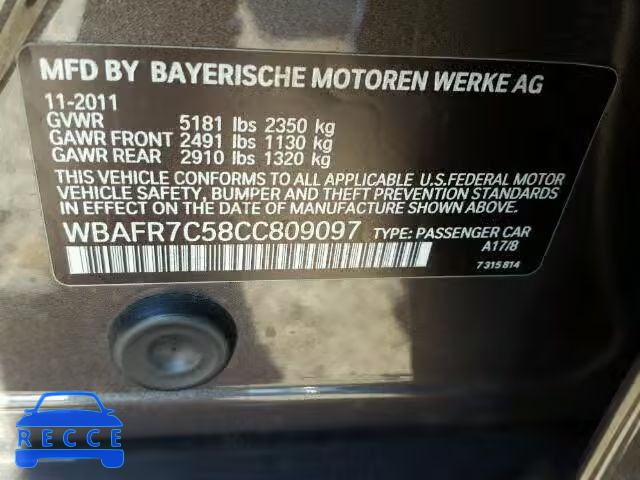 MFD BY BAYERISCHE MOTOREN WERKE AG
11-2011
GVWR 5181 lbs 2350 kg
GAWR FRONT 2491 lbs 1130 kg
GAWR REAR 2910 lbs 1320 kg
THIS VEHICLE CONFORMS TO ALL APPLICABLE U.S.FEDERAL MOTOR
VEHICLE SAFETY, BUMPER AND THEFT PREVENTION STANDARDS
IN EFFECT ON THE DATE OF MANUFACTURE SHOWN ABOVE.
WBAFR7C58CC809097 TYPE: PASSENGER CAR
A17/8
7 315 814
RECCE